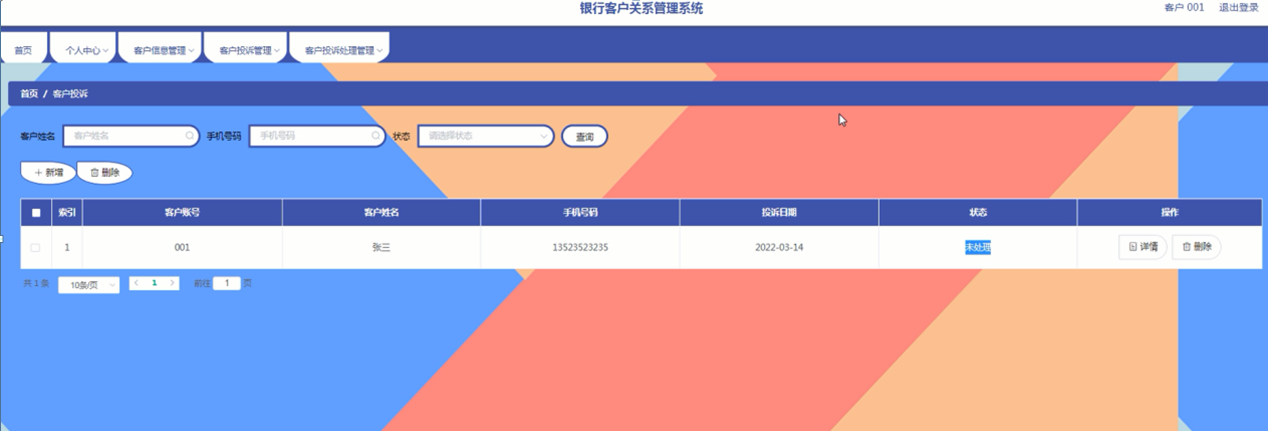 银行客户关系管理系统
客户 001 退出登录
首页 个人中心 客户信息管理 客户投诉管理 客户投诉处理管理
首页 / 客户投诉
客户姓名 客户姓名 手机号码 手机号码 状态 请选择状态 查询
+ 新增 删除
索引 客户账号 客户姓名 手机号码 投诉日期 状态 操作
1 001 张三 13523523235 2022-03-14 未处理 详情 删除
共 1 条 10条/页 < 1 > 前往 1 页